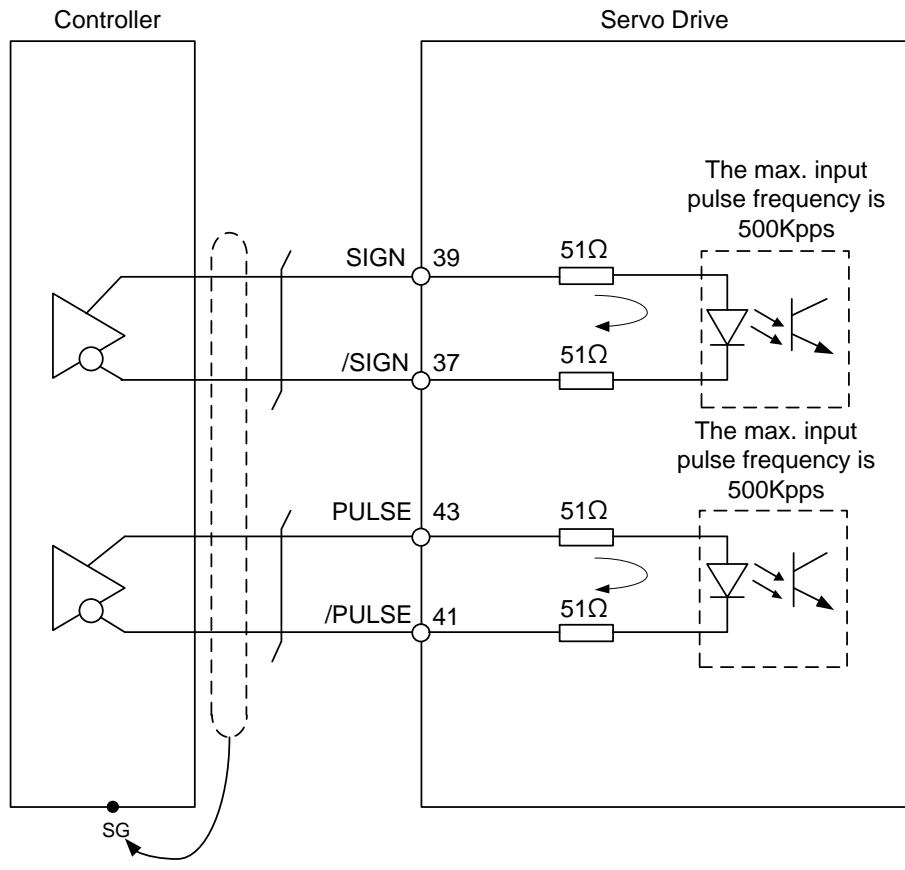 Controller
Servo Drive
The max. input
pulse frequency is
500Kpps
SIGN 39
51Ω
/SIGN 37
51Ω
The max. input
pulse frequency is
500Kpps
PULSE 43
51Ω
/PULSE 41
51Ω
SG